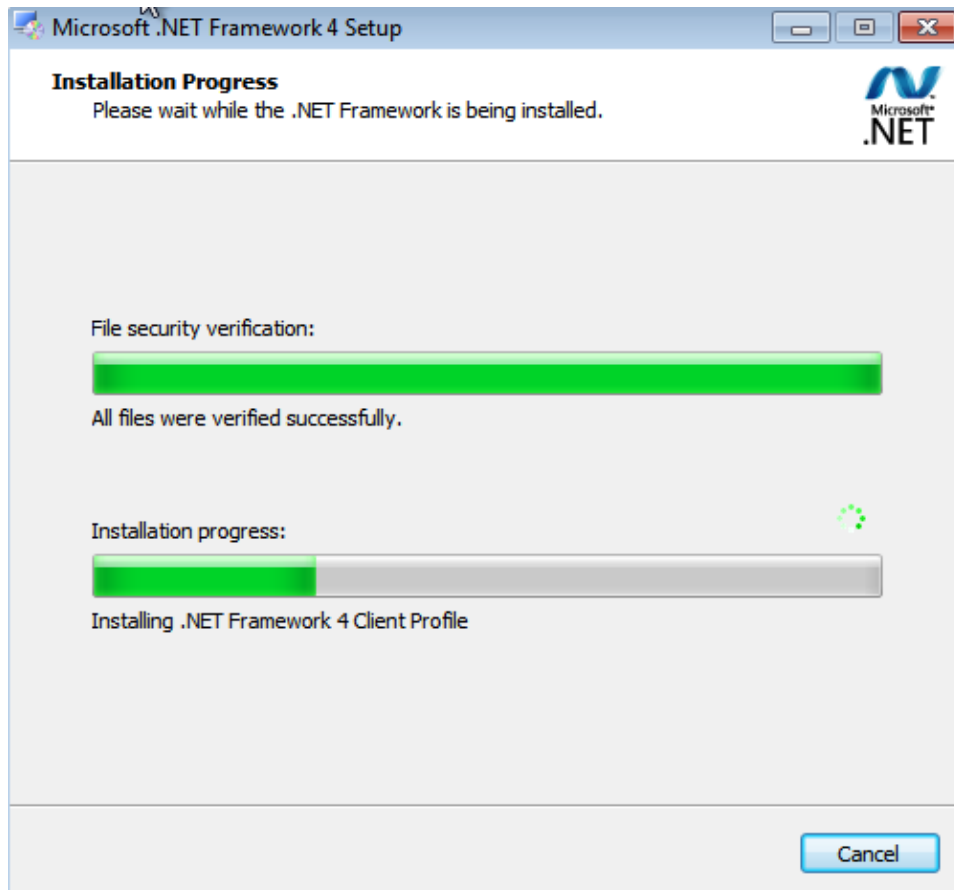 Microsoft .NET Framework 4 Setup
Installation Progress
Please wait while the .NET Framework is being installed.
Microsoft®
.NET
File security verification:
All files were verified successfully.
Installation progress:
Installing .NET Framework 4 Client Profile
Cancel